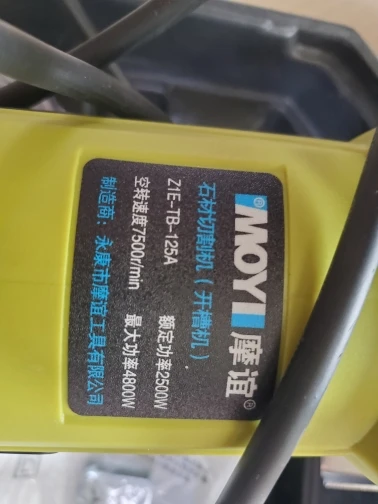 MOYI 摩谊®
石材切割机（开槽机）
Z1E-TB-125A 额定功率2500W
空转速度7500r/min 最大功率4800W
制造商：永康市摩谊工具有限公司